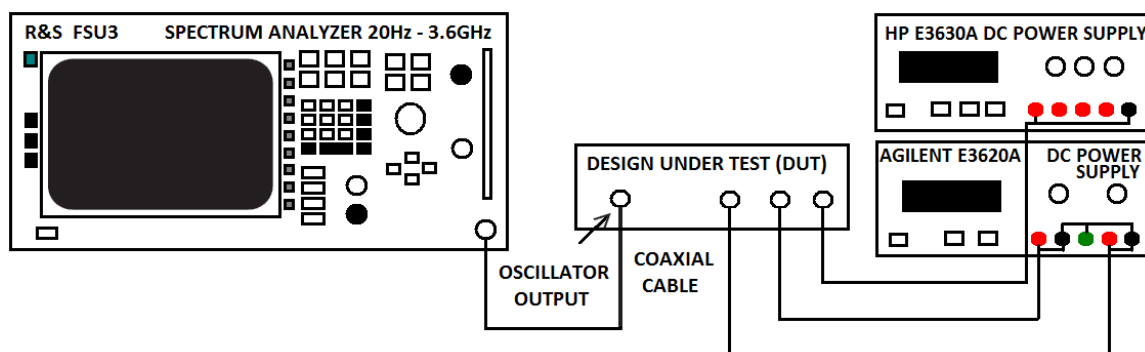 R&S FSU3 SPECTRUM ANALYZER 20Hz - 3.6GHz
HP E3630A DC POWER SUPPLY
DESIGN UNDER TEST (DUT)
AGILENT E3620A DC POWER
SUPPLY
OSCILLATOR
OUTPUT
COAXIAL
CABLE